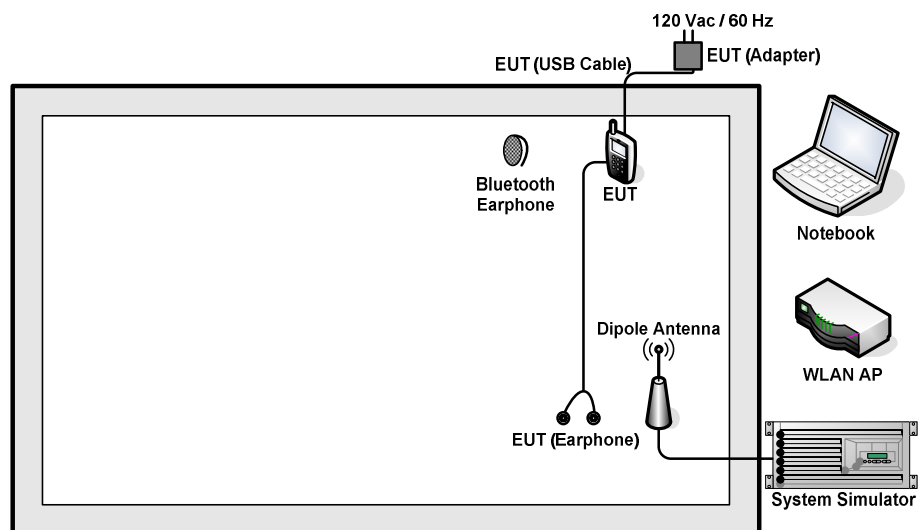 120 Vac / 60 Hz
EUT (Adapter)
EUT (USB Cable)
Bluetooth
Earphone
EUT
Notebook
Dipole Antenna
WLAN AP
EUT (Earphone)
System Simulator